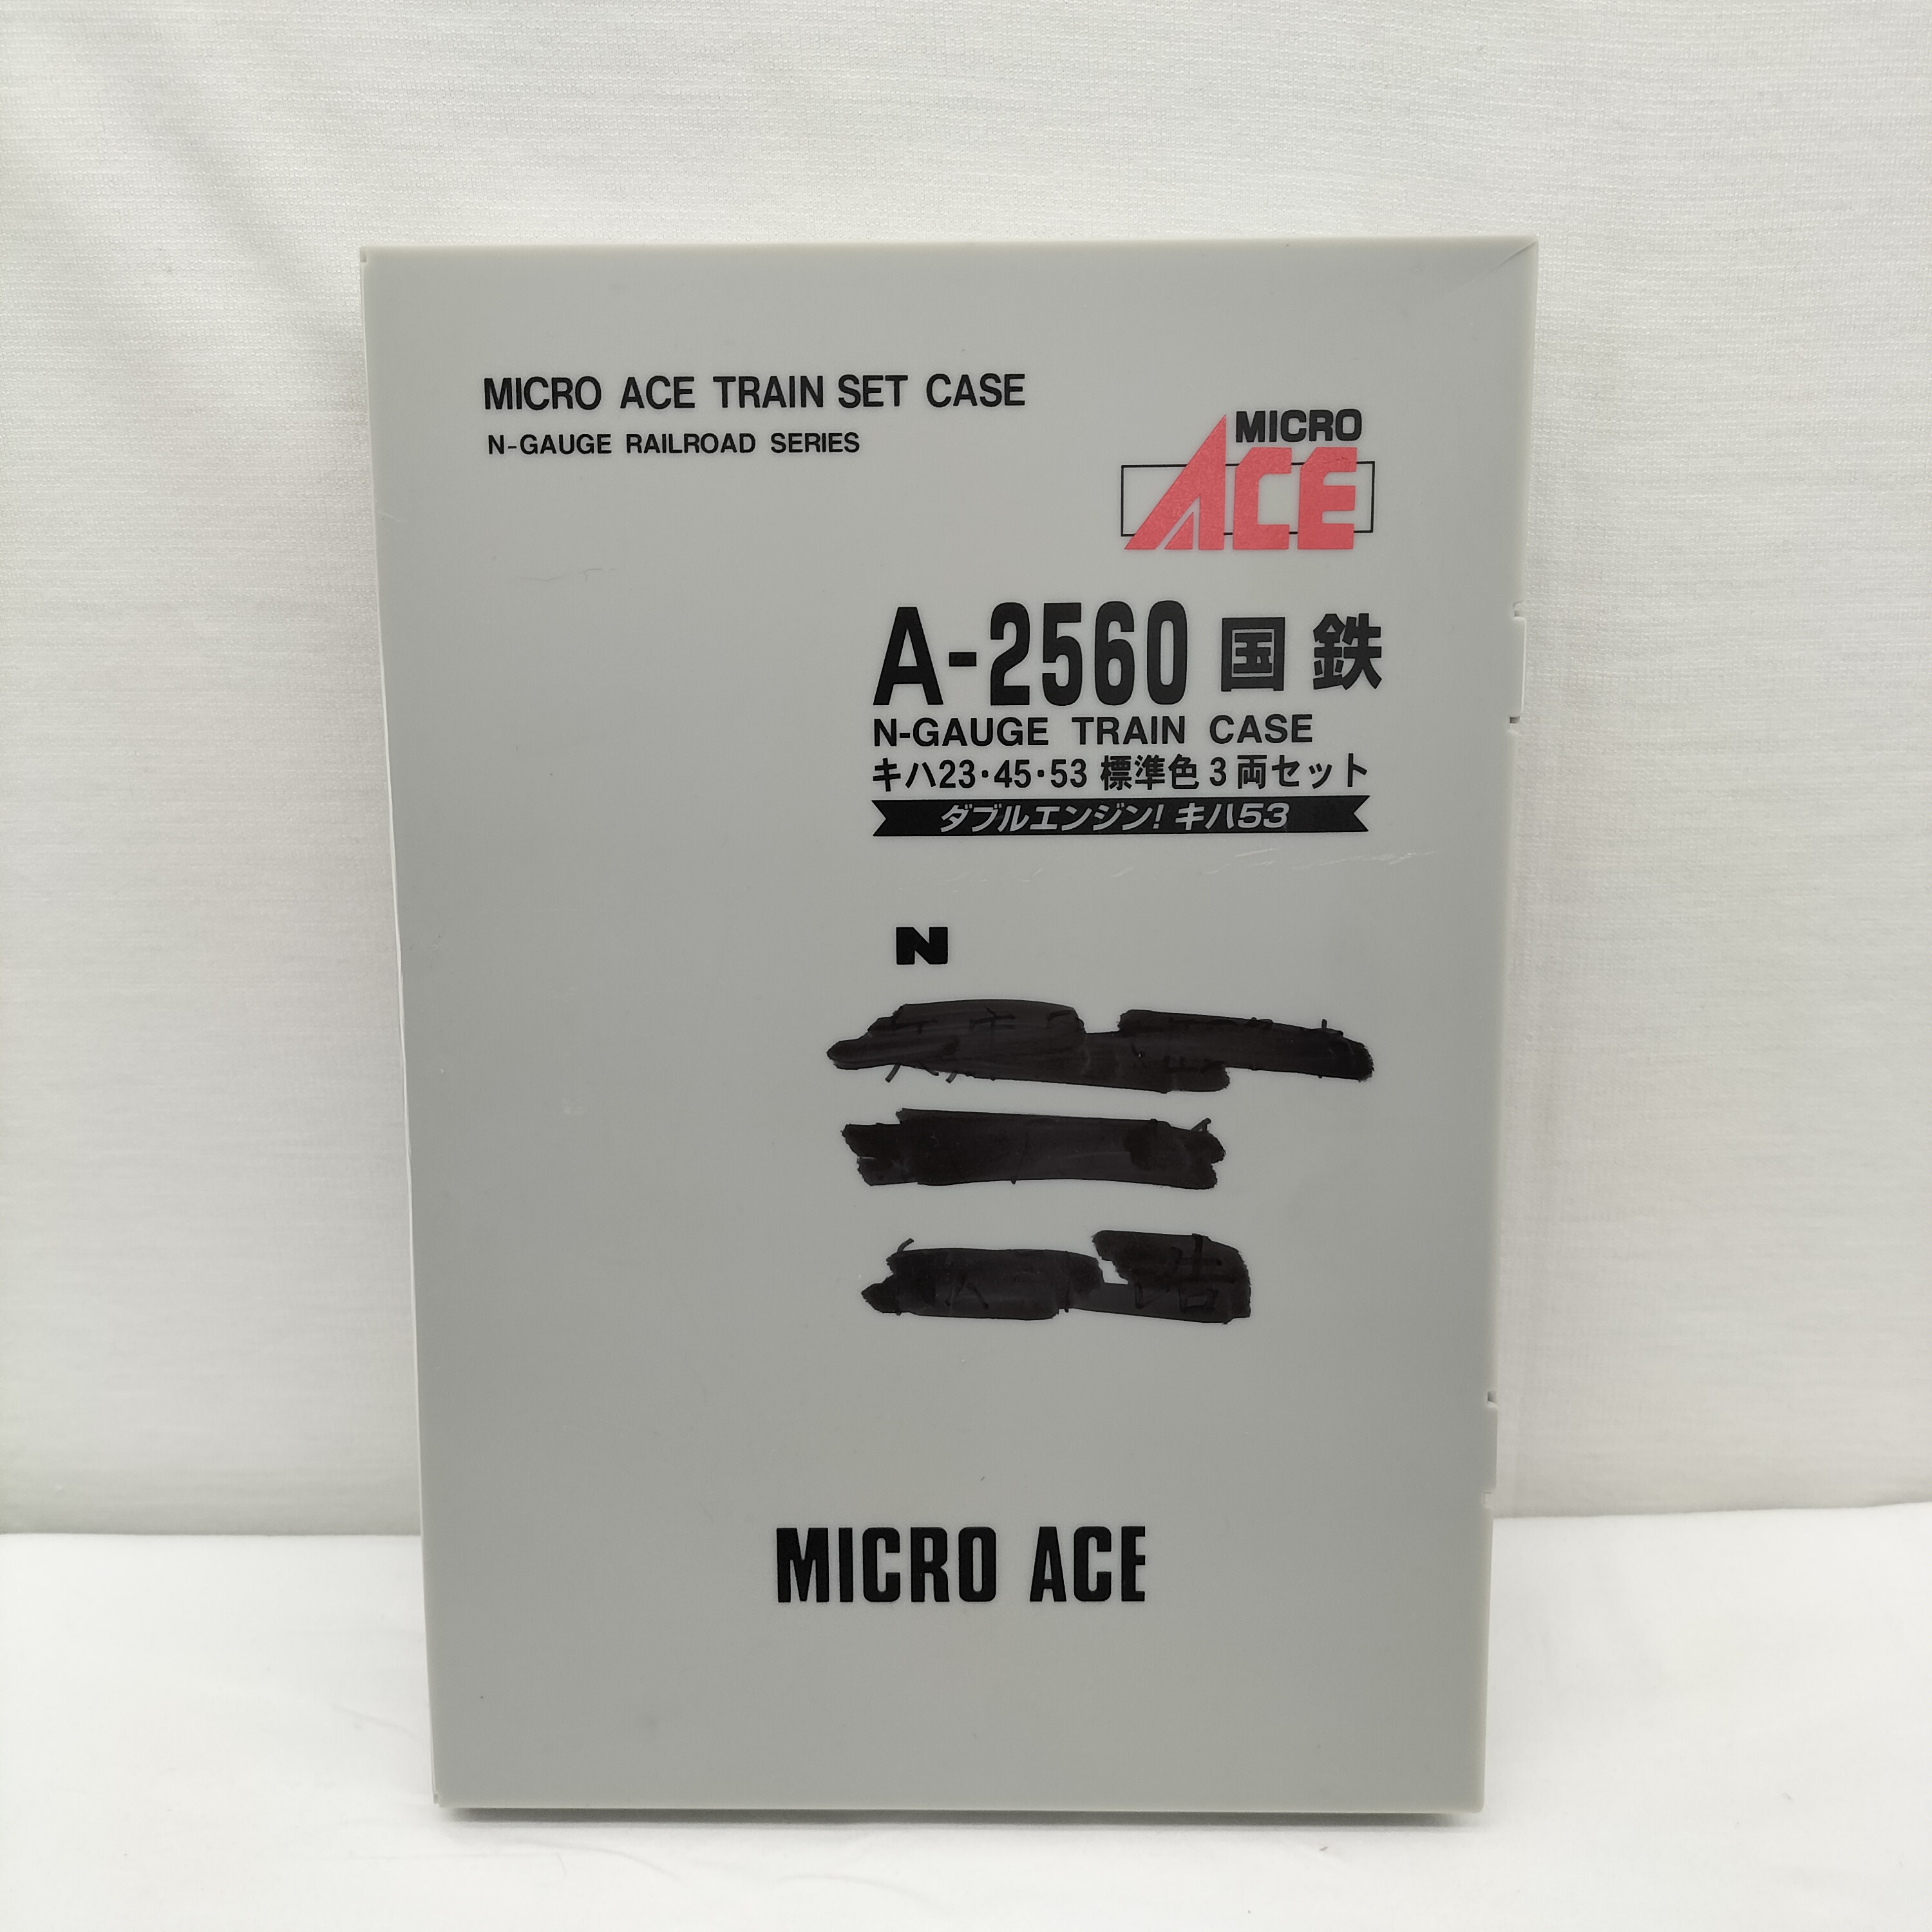 MICRO ACE TRAIN SET CASE
N-GAUGE RAILROAD SERIES
MICRO
ACE
A-2560 国鉄
N-GAUGE TRAIN CASE
キハ23・45・53 標準色3両セット
ダブルエンジン! キハ53
N
MICRO ACE